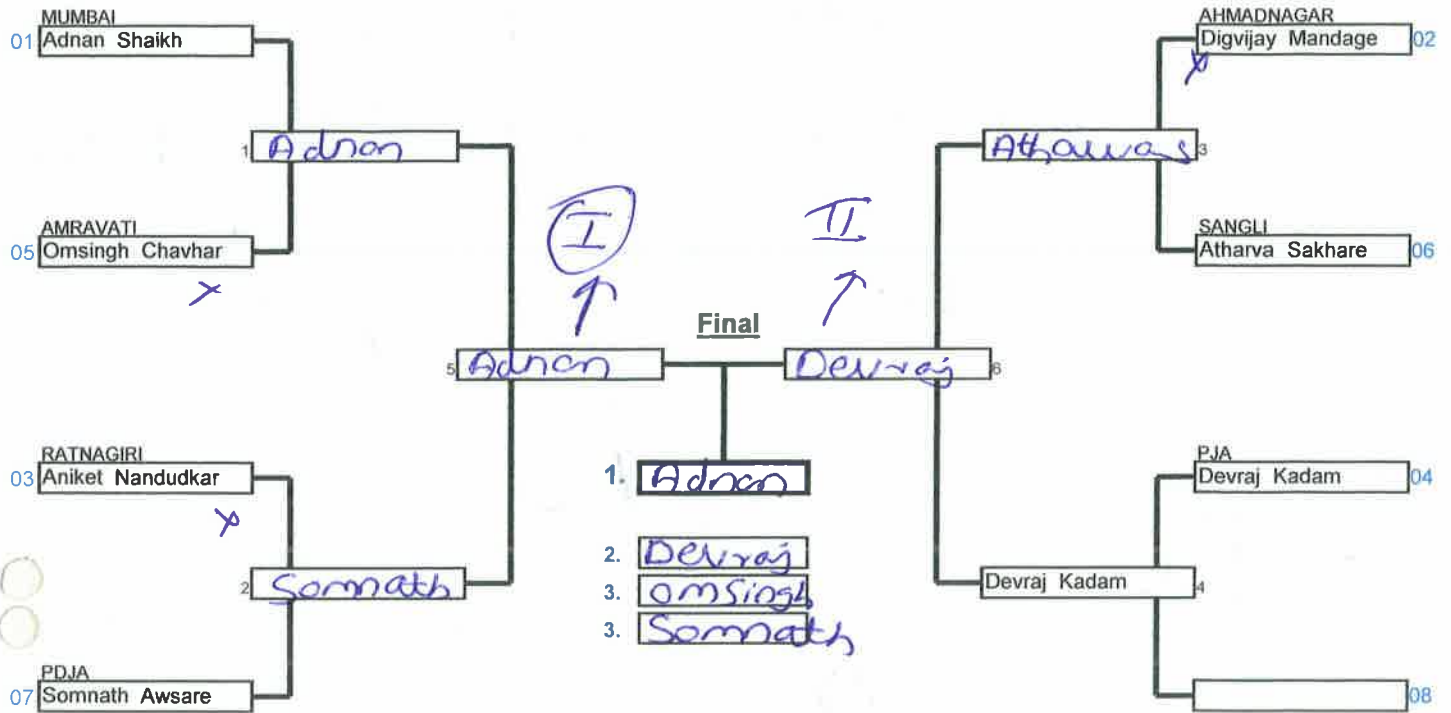 MUMBAI
01 Adnan Shaikh
AHMADNAGAR
Digvijay Mandage 02
1 Adnan
Athawas 3
AMRAVATI
05 Omsingh Chavhar
SANGLI
Atharva Sakhare 06
I
II
Final
5 Adnan
Devraj 6
RATNAGIRI
03 Aniket Nandudkar
PJA
Devraj Kadam 04
1. Adnan
2. Devraj
3. omsingh
3. Somnath
2 Somnath
Devraj Kadam 4
PDJA
07 Somnath Awsare
08